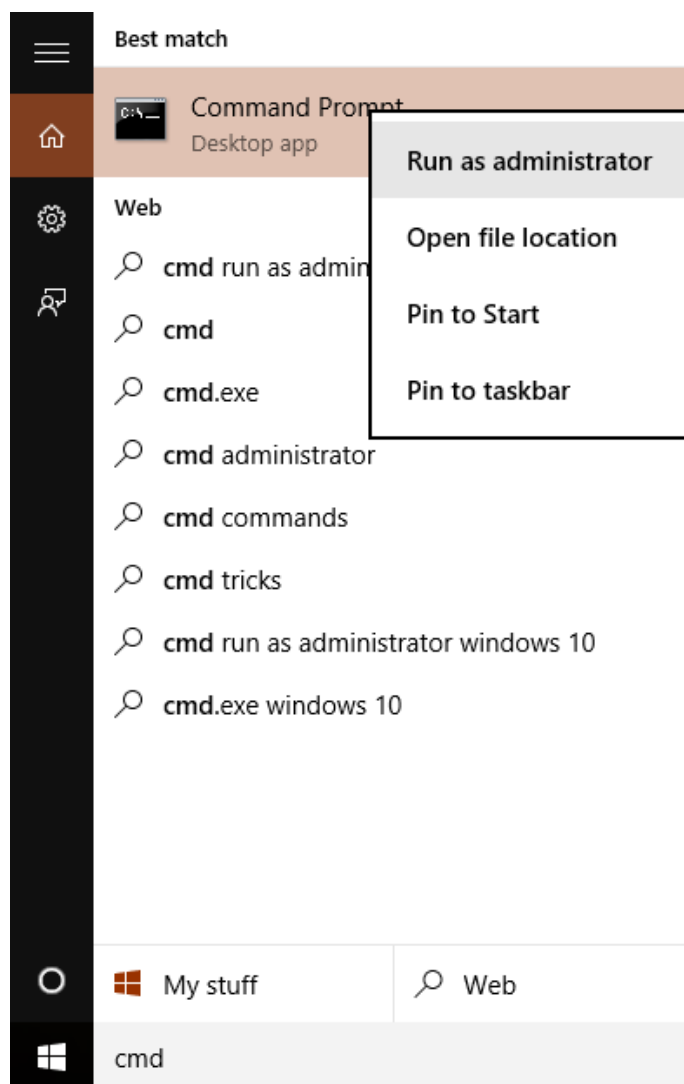 Best match
Command Prompt
Desktop app
Run as administrator
Open file location
Pin to Start
Pin to taskbar
Web
cmd run as admin
cmd
cmd.exe
cmd administrator
cmd commands
cmd tricks
cmd run as administrator windows 10
cmd.exe windows 10
My stuff
Web
cmd